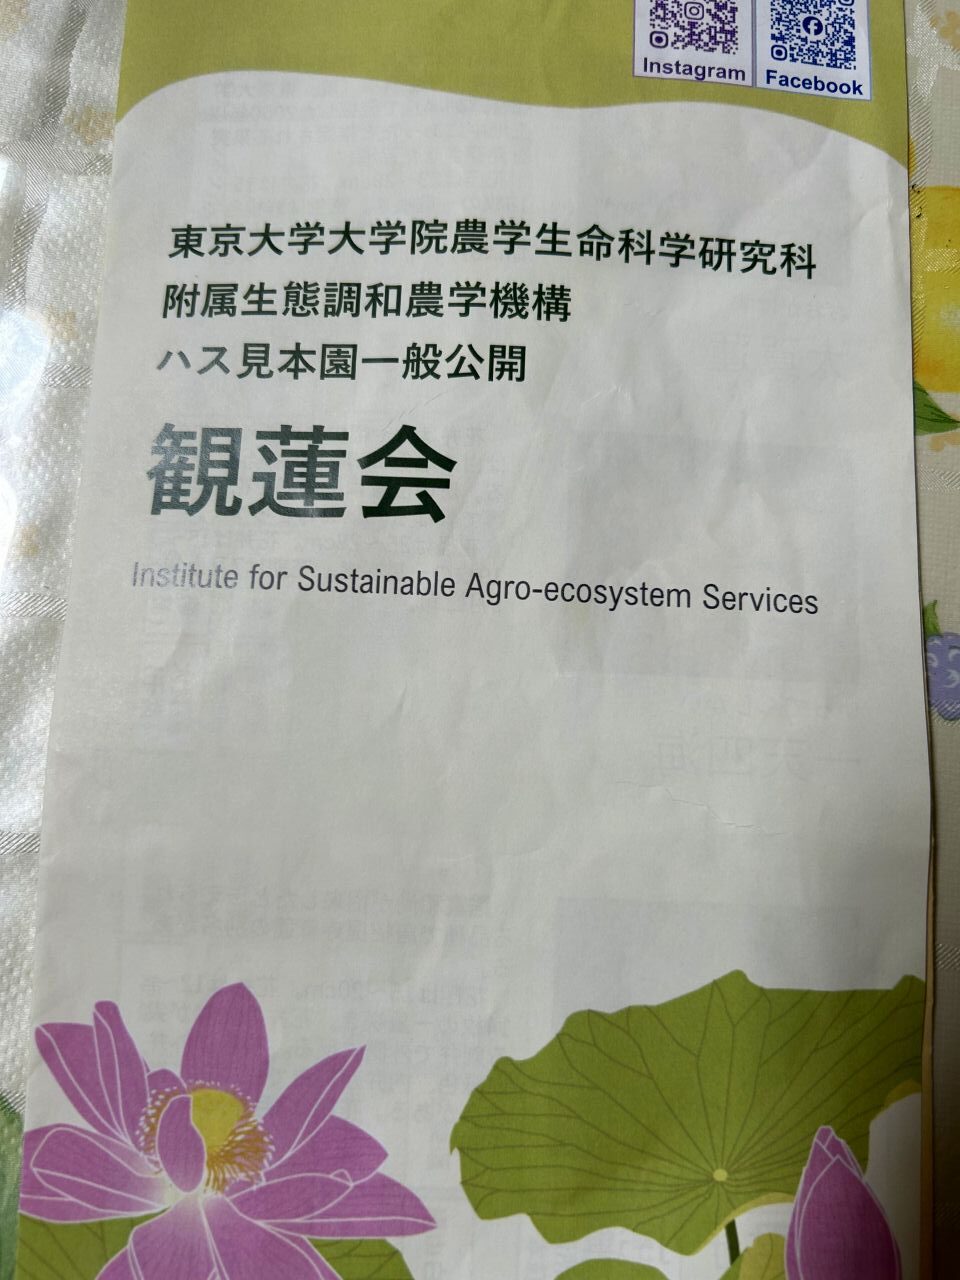 Instagram
Facebook
東京大学大学院農学生命科学研究科
附属生態調和農学機構
ハス見本園一般公開
観蓮会
Institute for Sustainable Agro-ecosystem Services